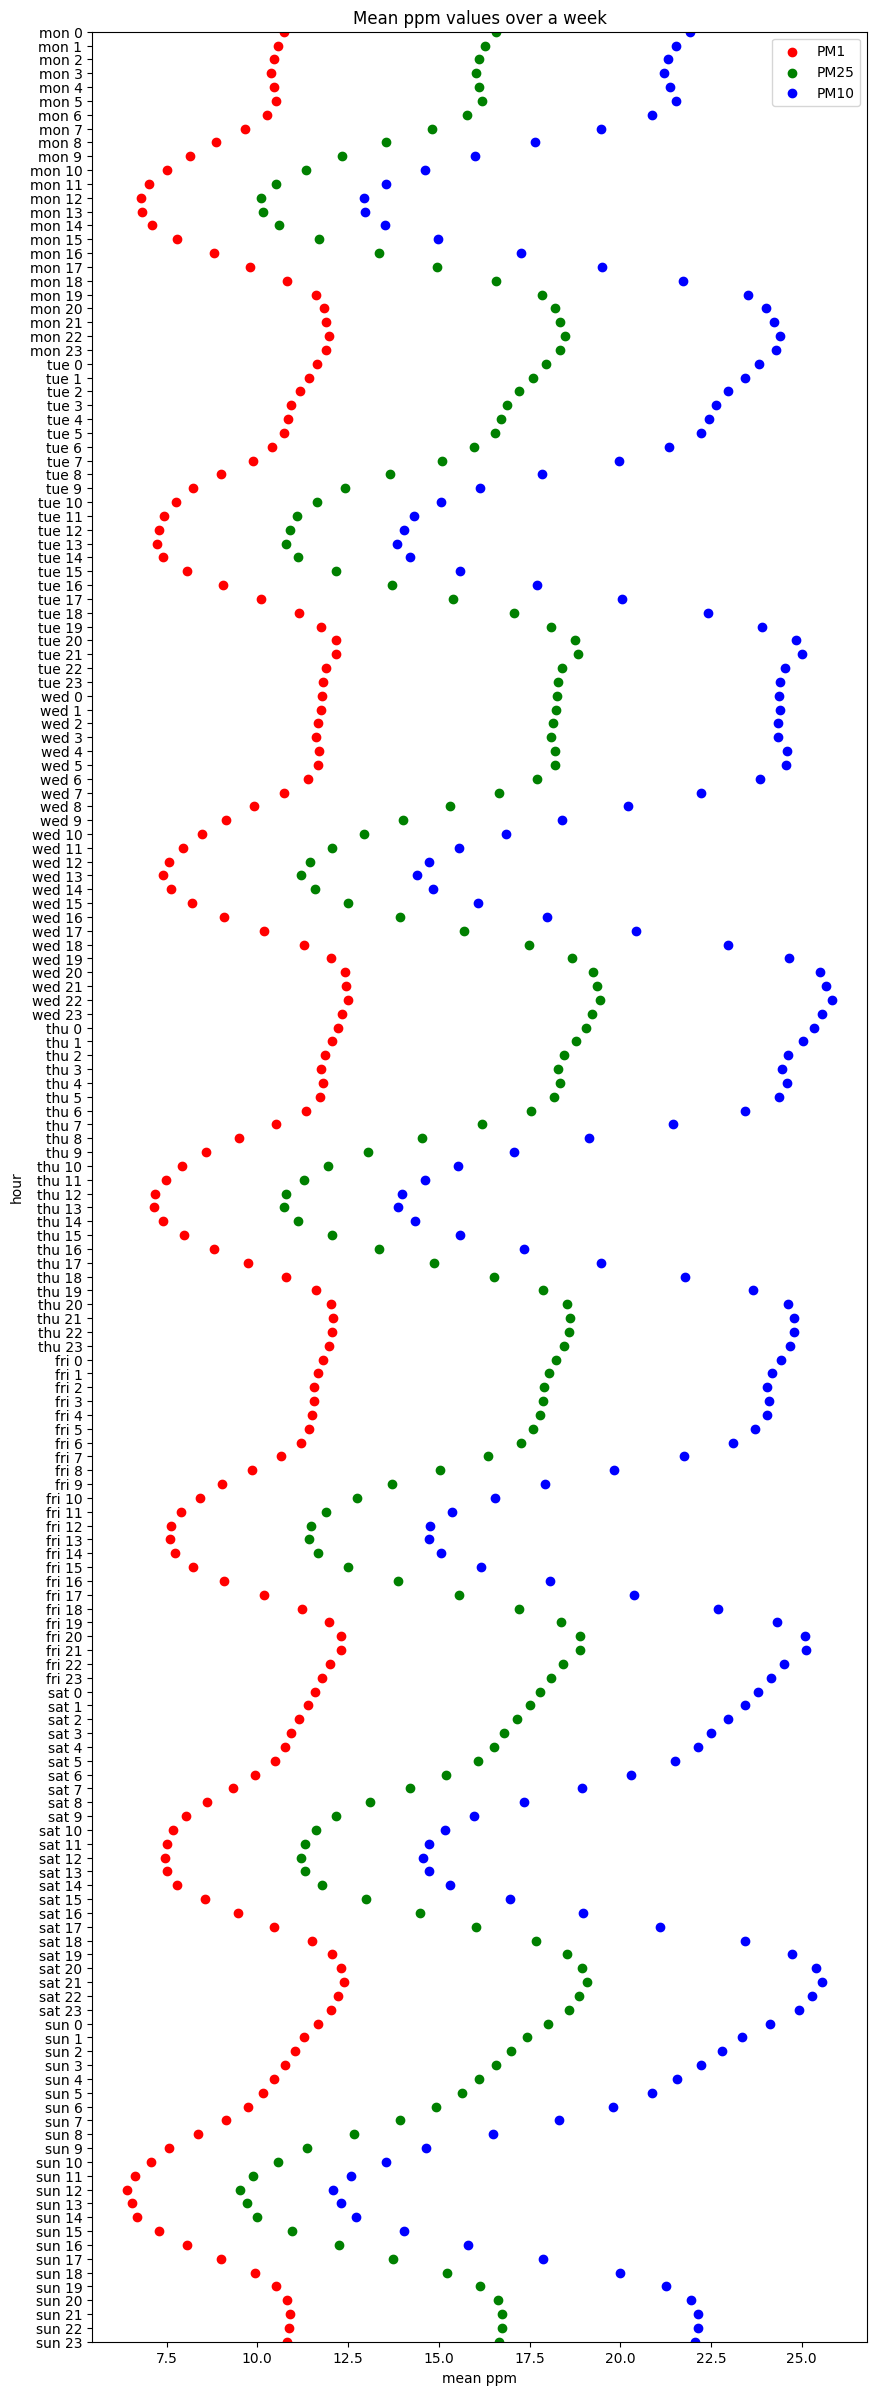 Mean ppm values over a week
PM1
PM25
PM10
mon 0
mon 1
mon 2
mon 3
mon 4
mon 5
mon 6
mon 7
mon 8
mon 9
mon 10
mon 11
mon 12
mon 13
mon 14
mon 15
mon 16
mon 17
mon 18
mon 19
mon 20
mon 21
mon 22
mon 23
tue 0
tue 1
tue 2
tue 3
tue 4
tue 5
tue 6
tue 7
tue 8
tue 9
tue 10
tue 11
tue 12
tue 13
tue 14
tue 15
tue 16
tue 17
tue 18
tue 19
tue 20
tue 21
tue 22
tue 23
wed 0
wed 1
wed 2
wed 3
wed 4
wed 5
wed 6
wed 7
wed 8
wed 9
wed 10
wed 11
wed 12
wed 13
wed 14
wed 15
wed 16
wed 17
wed 18
wed 19
wed 20
wed 21
wed 22
wed 23
thu 0
thu 1
thu 2
thu 3
thu 4
thu 5
thu 6
thu 7
thu 8
thu 9
thu 10
thu 11
thu 12
thu 13
thu 14
thu 15
thu 16
thu 17
thu 18
thu 19
thu 20
thu 21
thu 22
thu 23
fri 0
fri 1
fri 2
fri 3
fri 4
fri 5
fri 6
fri 7
fri 8
fri 9
fri 10
fri 11
fri 12
fri 13
fri 14
fri 15
fri 16
fri 17
fri 18
fri 19
fri 20
fri 21
fri 22
fri 23
sat 0
sat 1
sat 2
sat 3
sat 4
sat 5
sat 6
sat 7
sat 8
sat 9
sat 10
sat 11
sat 12
sat 13
sat 14
sat 15
sat 16
sat 17
sat 18
sat 19
sat 20
sat 21
sat 22
sat 23
sun 0
sun 1
sun 2
sun 3
sun 4
sun 5
sun 6
sun 7
sun 8
sun 9
sun 10
sun 11
sun 12
sun 13
sun 14
sun 15
sun 16
sun 17
sun 18
sun 19
sun 20
sun 21
sun 22
sun 23
hour
7.5 10.0 12.5 15.0 17.5 20.0 22.5 25.0
mean ppm